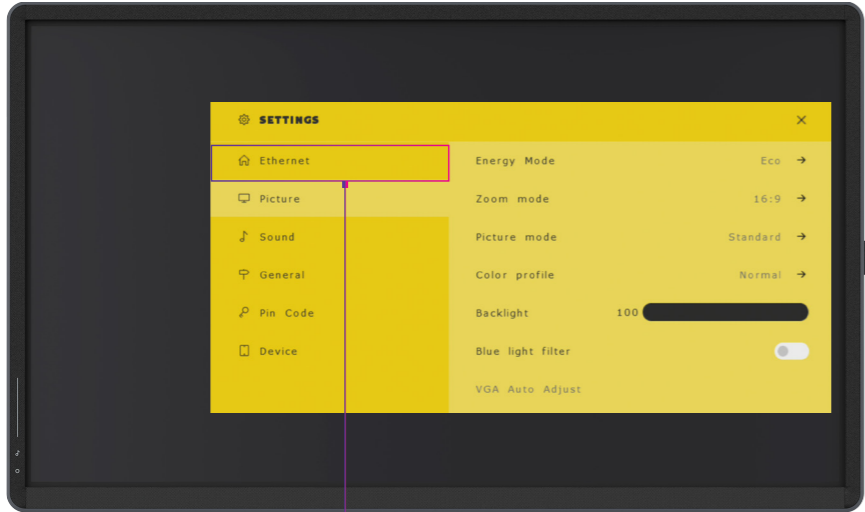 SETTINGS
Ethernet
Picture
Sound
General
Pin Code
Device
Energy Mode Eco
Zoom mode 16:9
Picture mode Standard
Color profile Normal
Backlight 100
Blue light filter
VGA Auto Adjust